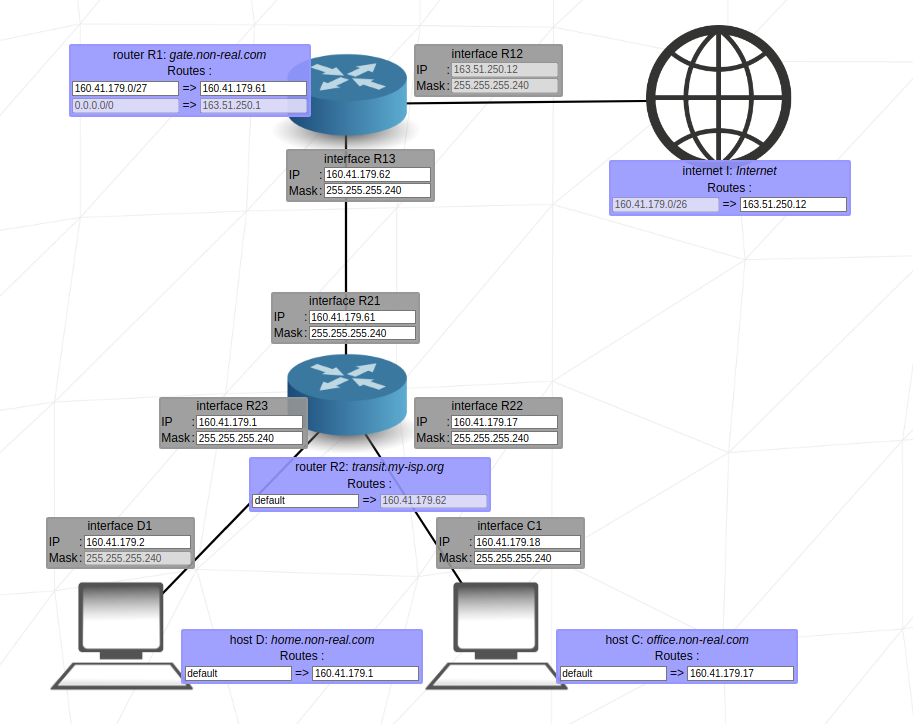 router R1: gate.non-real.com
Routes :
160.41.179.0/27 => 160.41.179.61
0.0.0.0/0 => 163.51.250.1
interface R12
IP : 163.51.250.12
Mask : 255.255.255.240
interface R13
IP : 160.41.179.62
Mask : 255.255.255.240
internet I: Internet
Routes :
160.41.179.0/26 => 163.51.250.12
interface R21
IP : 160.41.179.61
Mask : 255.255.255.240
interface R23
IP : 160.41.179.1
Mask : 255.255.255.240
interface R22
IP : 160.41.179.17
Mask : 255.255.255.240
router R2: transit.my-isp.org
Routes :
default => 160.41.179.62
interface D1
IP : 160.41.179.2
Mask : 255.255.255.240
interface C1
IP : 160.41.179.18
Mask : 255.255.255.240
host D: home.non-real.com
Routes :
default => 160.41.179.1
host C: office.non-real.com
Routes :
default => 160.41.179.17